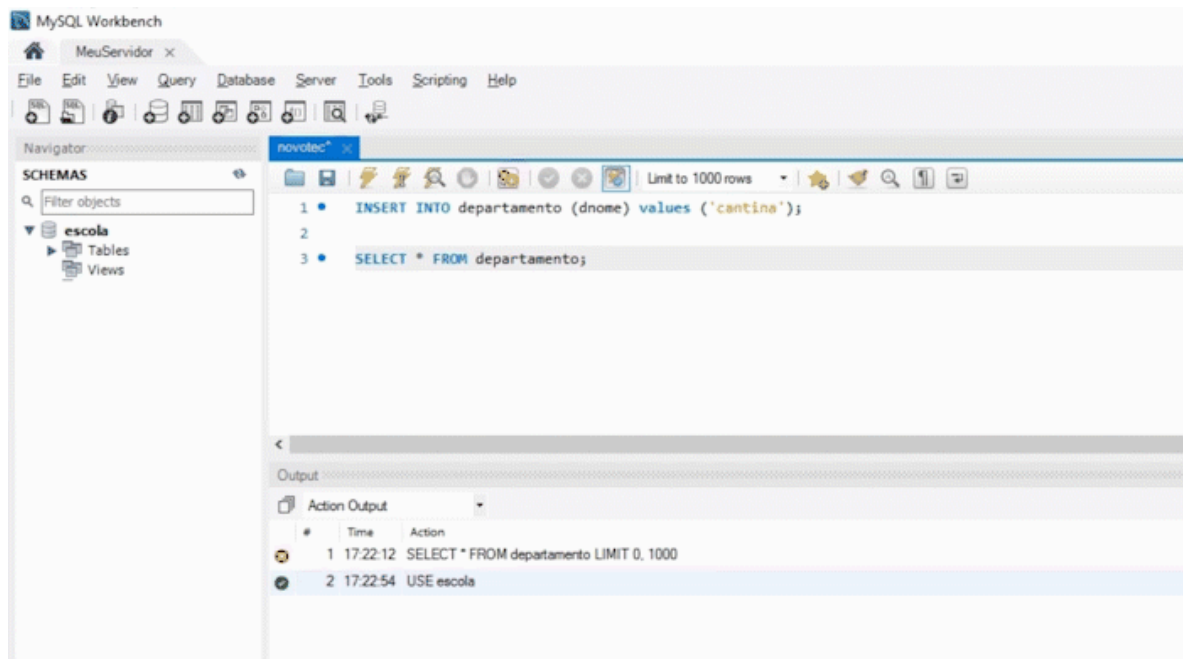 MySQL Workbench
MeuServidor
File Edit View Query Database Server Tools Scripting Help
Navigator
SCHEMAS
Filter objects
escola
Tables
Views
novotec*
Limit to 1000 rows
1 INSERT INTO departamento (dnome) values ('cantina');
2
3 SELECT * FROM departamento;
Output
Action Output
# Time Action
1 17:22:12 SELECT * FROM departamento LIMIT 0, 1000
2 17:22:54 USE escola